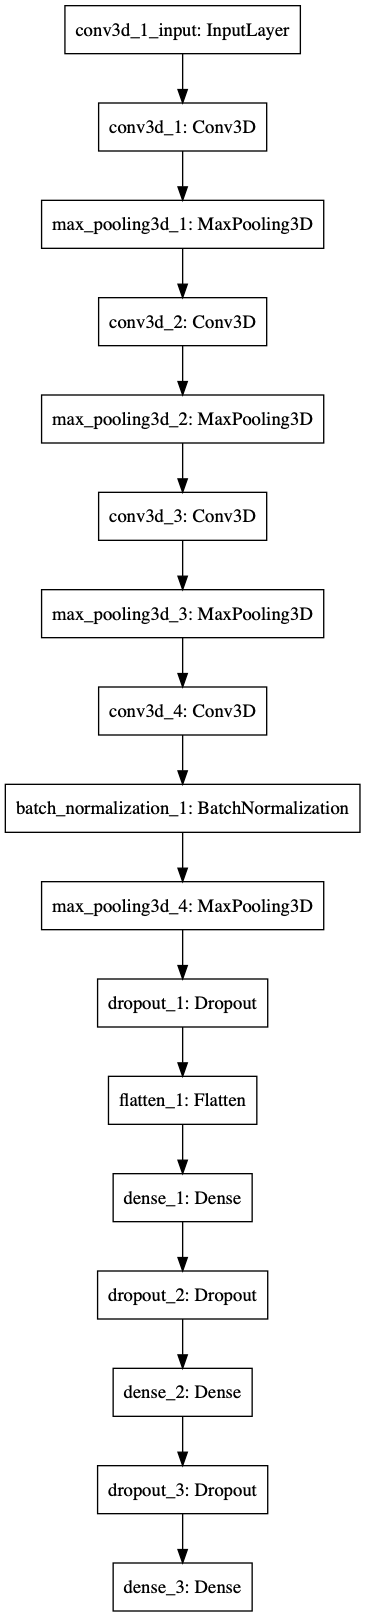 conv3d_1_input: InputLayer
conv3d_1: Conv3D
max_pooling3d_1: MaxPooling3D
conv3d_2: Conv3D
max_pooling3d_2: MaxPooling3D
conv3d_3: Conv3D
max_pooling3d_3: MaxPooling3D
conv3d_4: Conv3D
batch_normalization_1: BatchNormalization
max_pooling3d_4: MaxPooling3D
dropout_1: Dropout
flatten_1: Flatten
dense_1: Dense
dropout_2: Dropout
dense_2: Dense
dropout_3: Dropout
dense_3: Dense